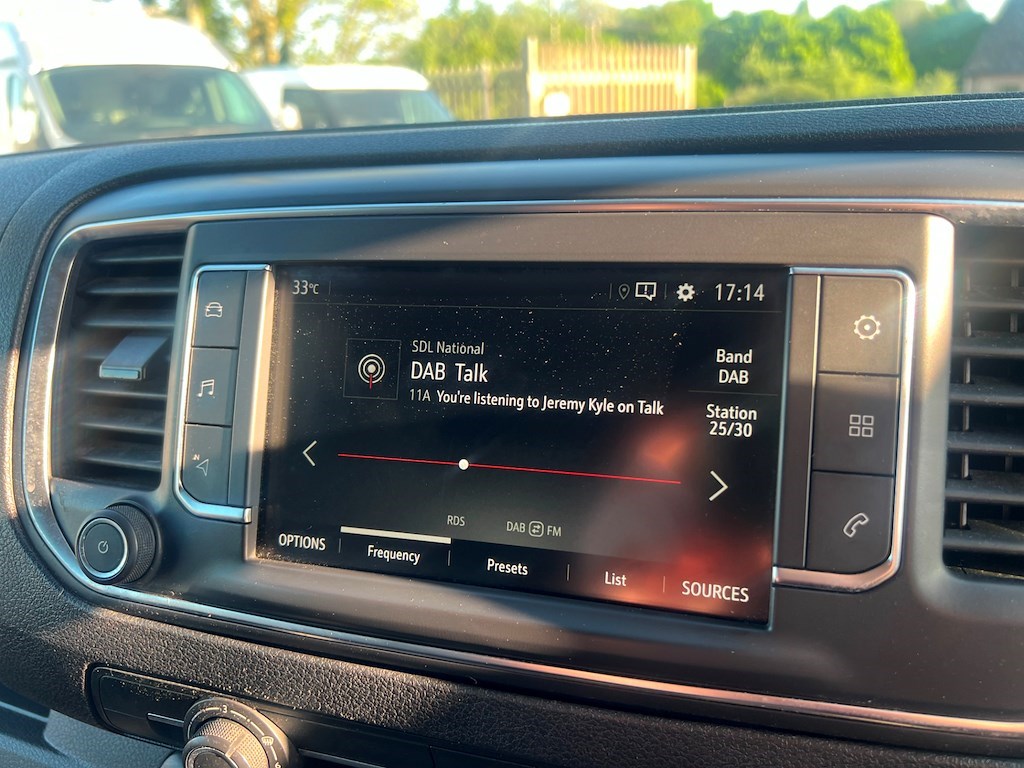 33°C
17:14
SDL National
DAB Talk
11A You're listening to Jeremy Kyle on Talk
Band
DAB
Station
25/30
RDS
DAB FM
OPTIONS
Frequency
Presets
List
SOURCES
3